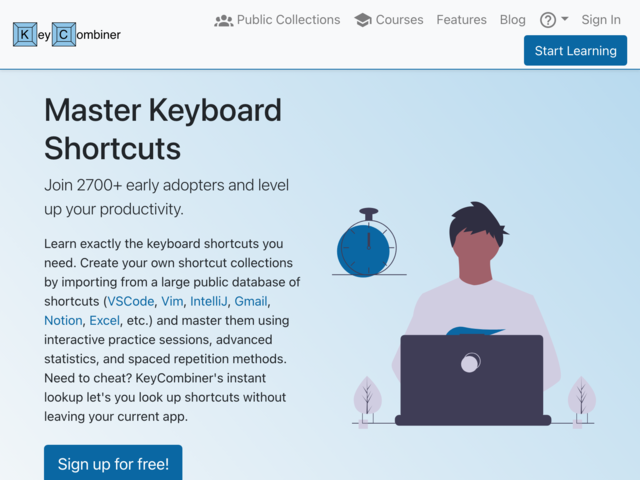 KeyCombiner
Public Collections
Courses
Features
Blog
Sign In
Start Learning
Master Keyboard
Shortcuts
Join 2700+ early adopters and level
up your productivity.
Learn exactly the keyboard shortcuts you
need. Create your own shortcut collections
by importing from a large public database of
shortcuts (VSCode, Vim, IntelliJ, Gmail,
Notion, Excel, etc.) and master them using
interactive practice sessions, advanced
statistics, and spaced repetition methods.
Need to cheat? KeyCombiner's instant
lookup let's you look up shortcuts without
leaving your current app.
Sign up for free!